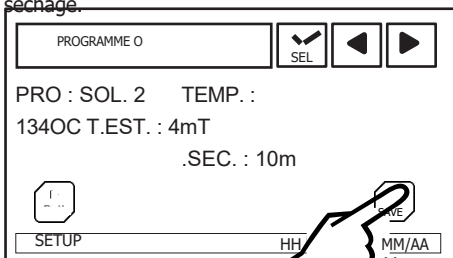 séchage.
PROGRAMME O
SEL
PRO : SOL. 2 TEMP. :
134OC T.EST. : 4mT
.SEC. : 10m
SAVE
SETUP HH MM/AA